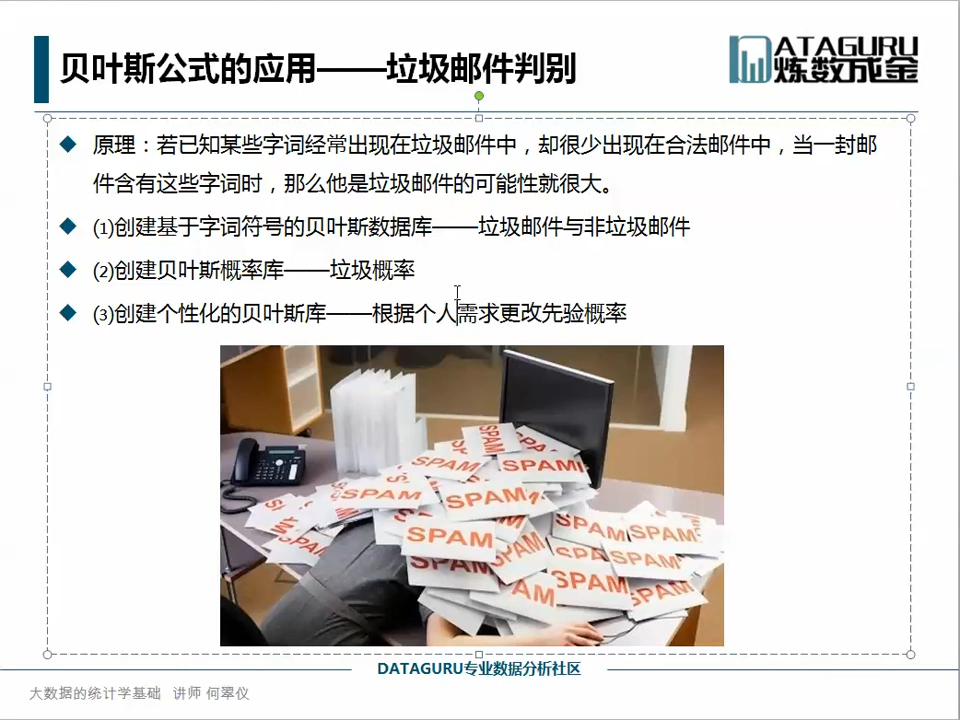 贝叶斯公式的应用——垃圾邮件判别
ATAGURU
炼数成金
原理：若已知某些字词经常出现在垃圾邮件中，却很少出现在合法邮件中，当一封邮
件含有这些字词时，那么他是垃圾邮件的可能性就很大。
(1)创建基于字词符号的贝叶斯数据库——垃圾邮件与非垃圾邮件
(2)创建贝叶斯概率库——垃圾概率
(3)创建个性化的贝叶斯库——根据个人需求更改先验概率
SPAM
SPAM
SPAM
SPAM
SPAM
SPAM
SPAM
SPAM
SPAM
SPAM
SPAM
SPAM
SPAM
SPAM
AM
SPAM
DATAGURU专业数据分析社区
大数据的统计学基础 讲师 何翠仪